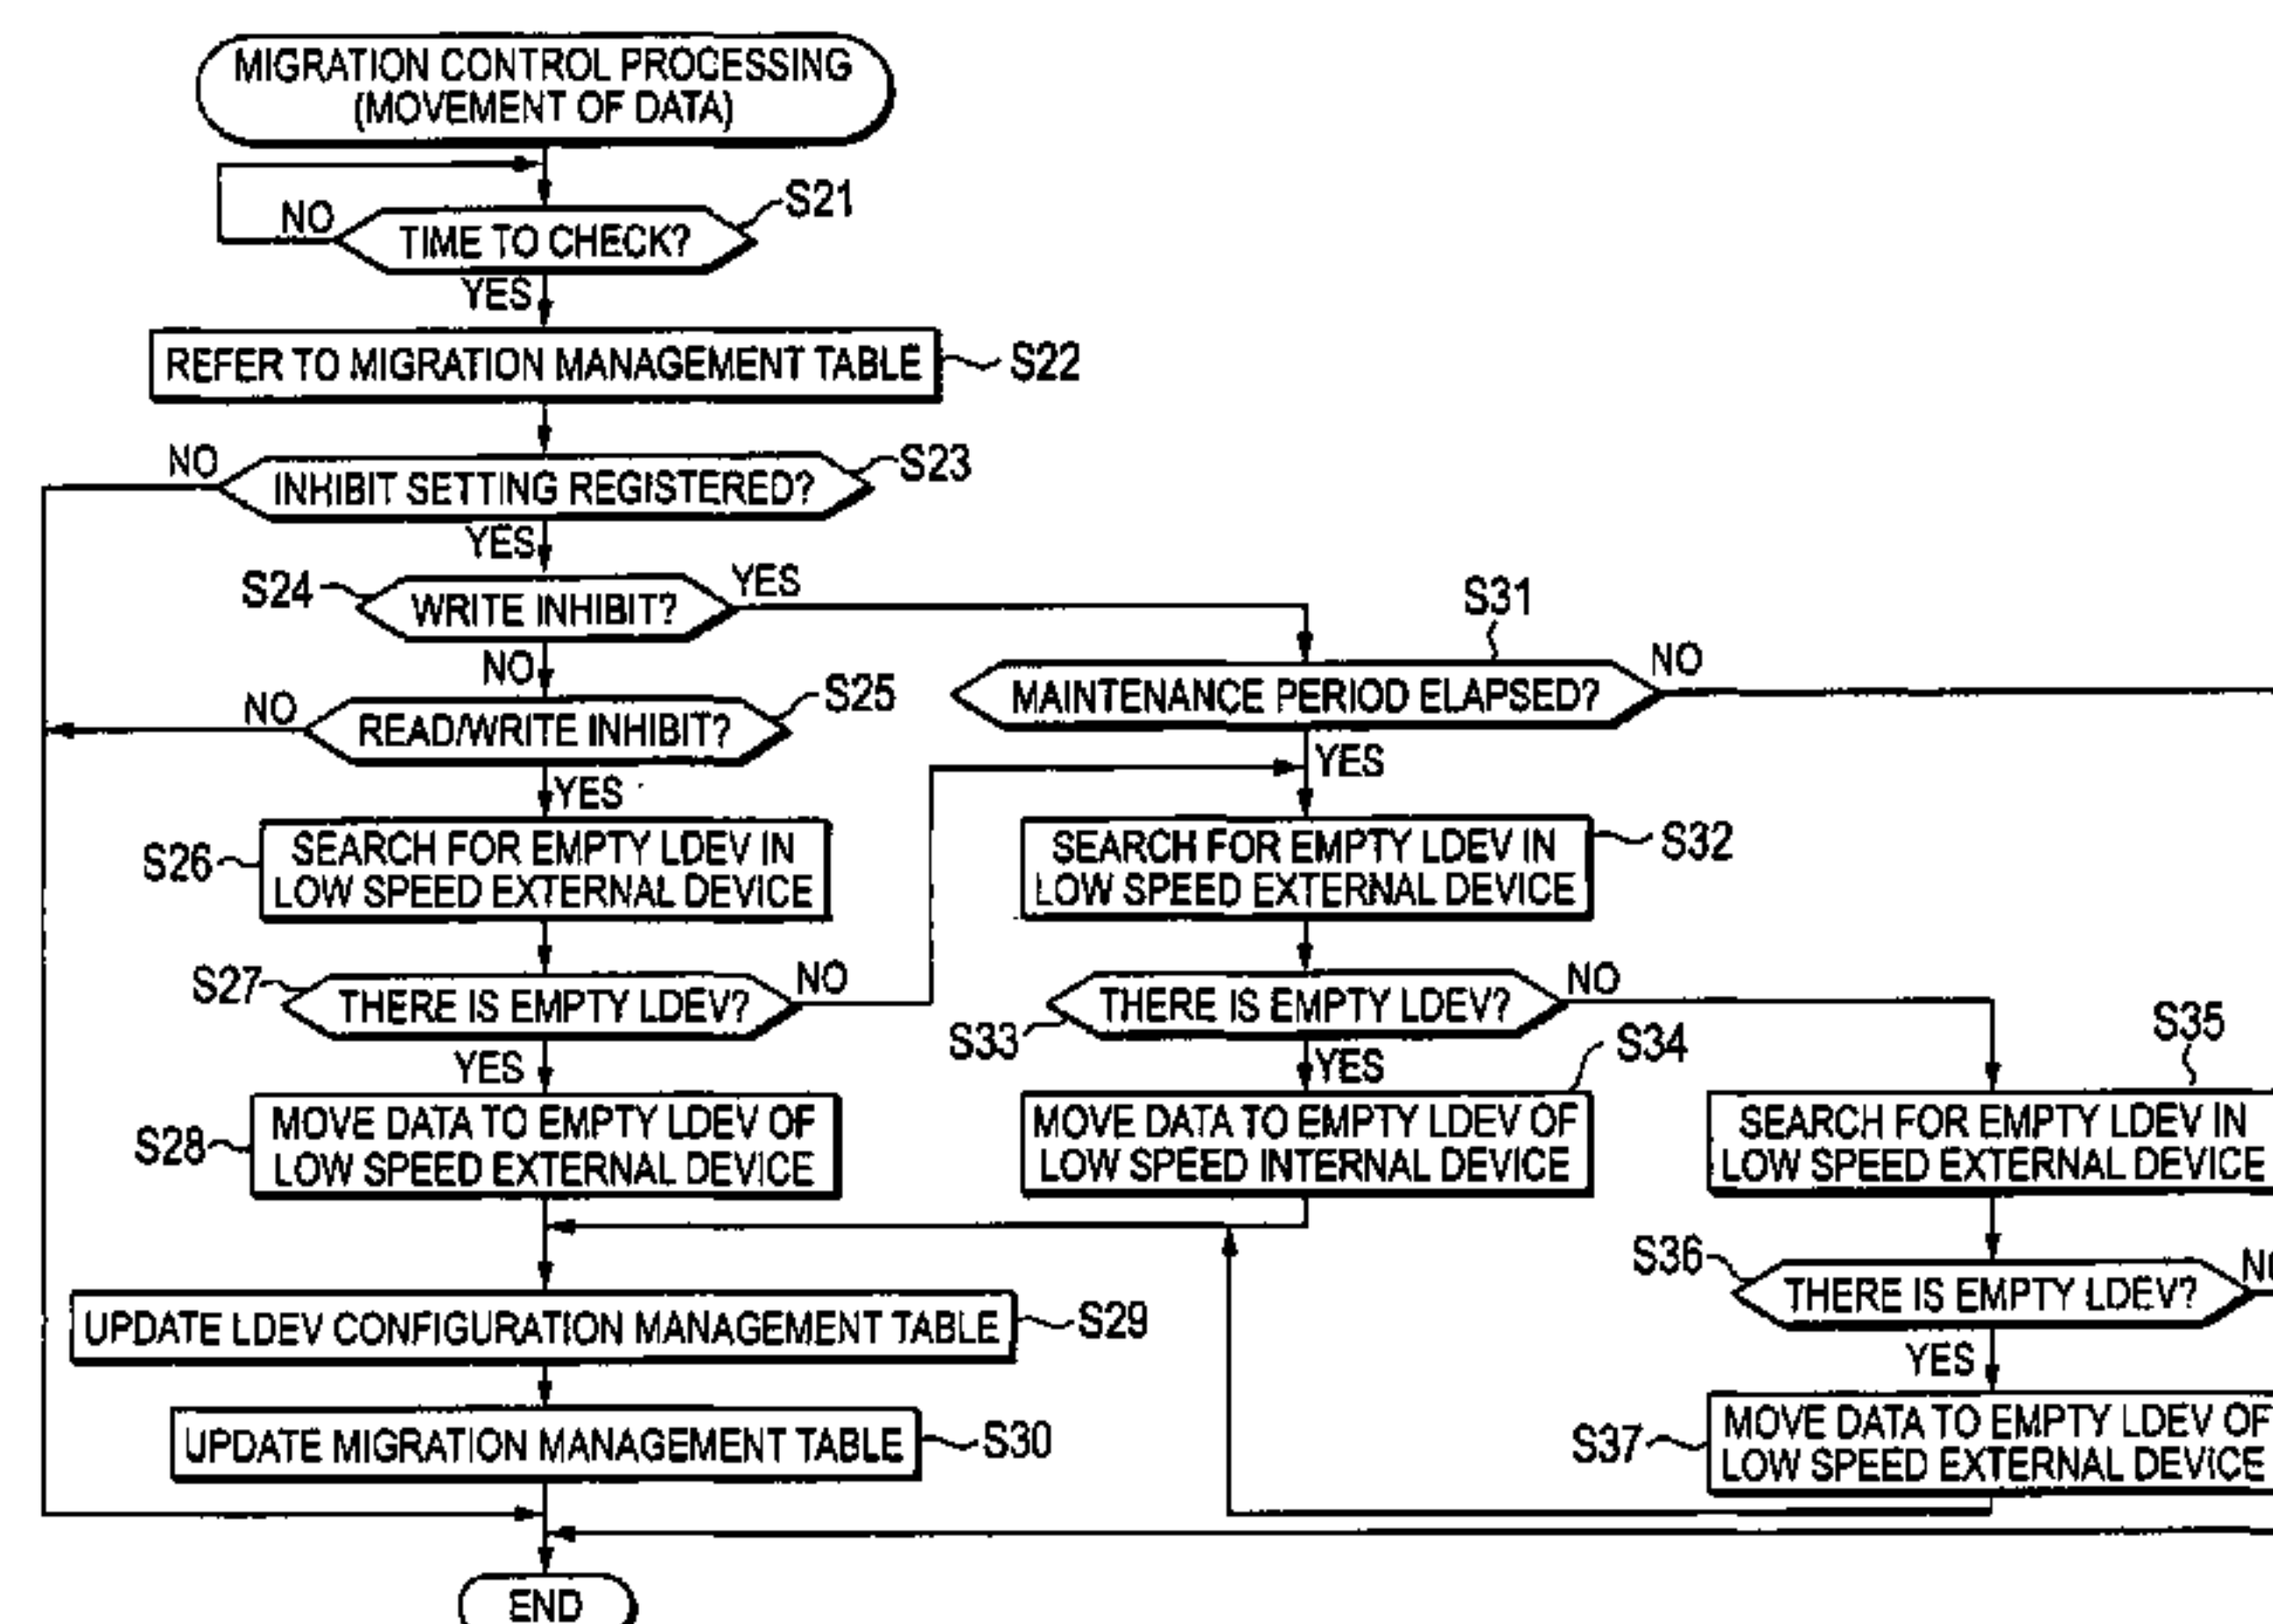 MIGRATION CONTROL PROCESSING
(MOVEMENT OF DATA)
S21
NO
TIME TO CHECK?
YES
REFER TO MIGRATION MANAGEMENT TABLE
S22
NO
INHIBIT SETTING REGISTERED?
S23
YES
S24
WRITE INHIBIT?
YES
NO
READ/WRITE INHIBIT?
S25
NO
YES
S26
SEARCH FOR EMPTY LDEV IN
LOW SPEED EXTERNAL DEVICE
S27
THERE IS EMPTY LDEV?
NO
YES
S28
MOVE DATA TO EMPTY LDEV OF
LOW SPEED EXTERNAL DEVICE
UPDATE LDEV CONFIGURATION MANAGEMENT TABLE
S29
UPDATE MIGRATION MANAGEMENT TABLE
S30
END
S31
MAINTENANCE PERIOD ELAPSED?
NO
YES
SEARCH FOR EMPTY LDEV IN
LOW SPEED EXTERNAL DEVICE
S32
THERE IS EMPTY LDEV?
NO
S33
YES
S34
MOVE DATA TO EMPTY LDEV OF
LOW SPEED INTERNAL DEVICE
S35
SEARCH FOR EMPTY LDEV IN
LOW SPEED EXTERNAL DEVICE
S36
THERE IS EMPTY LDEV?
YES
S37
MOVE DATA TO EMPTY LDEV OF
LOW SPEED EXTERNAL DEVICE